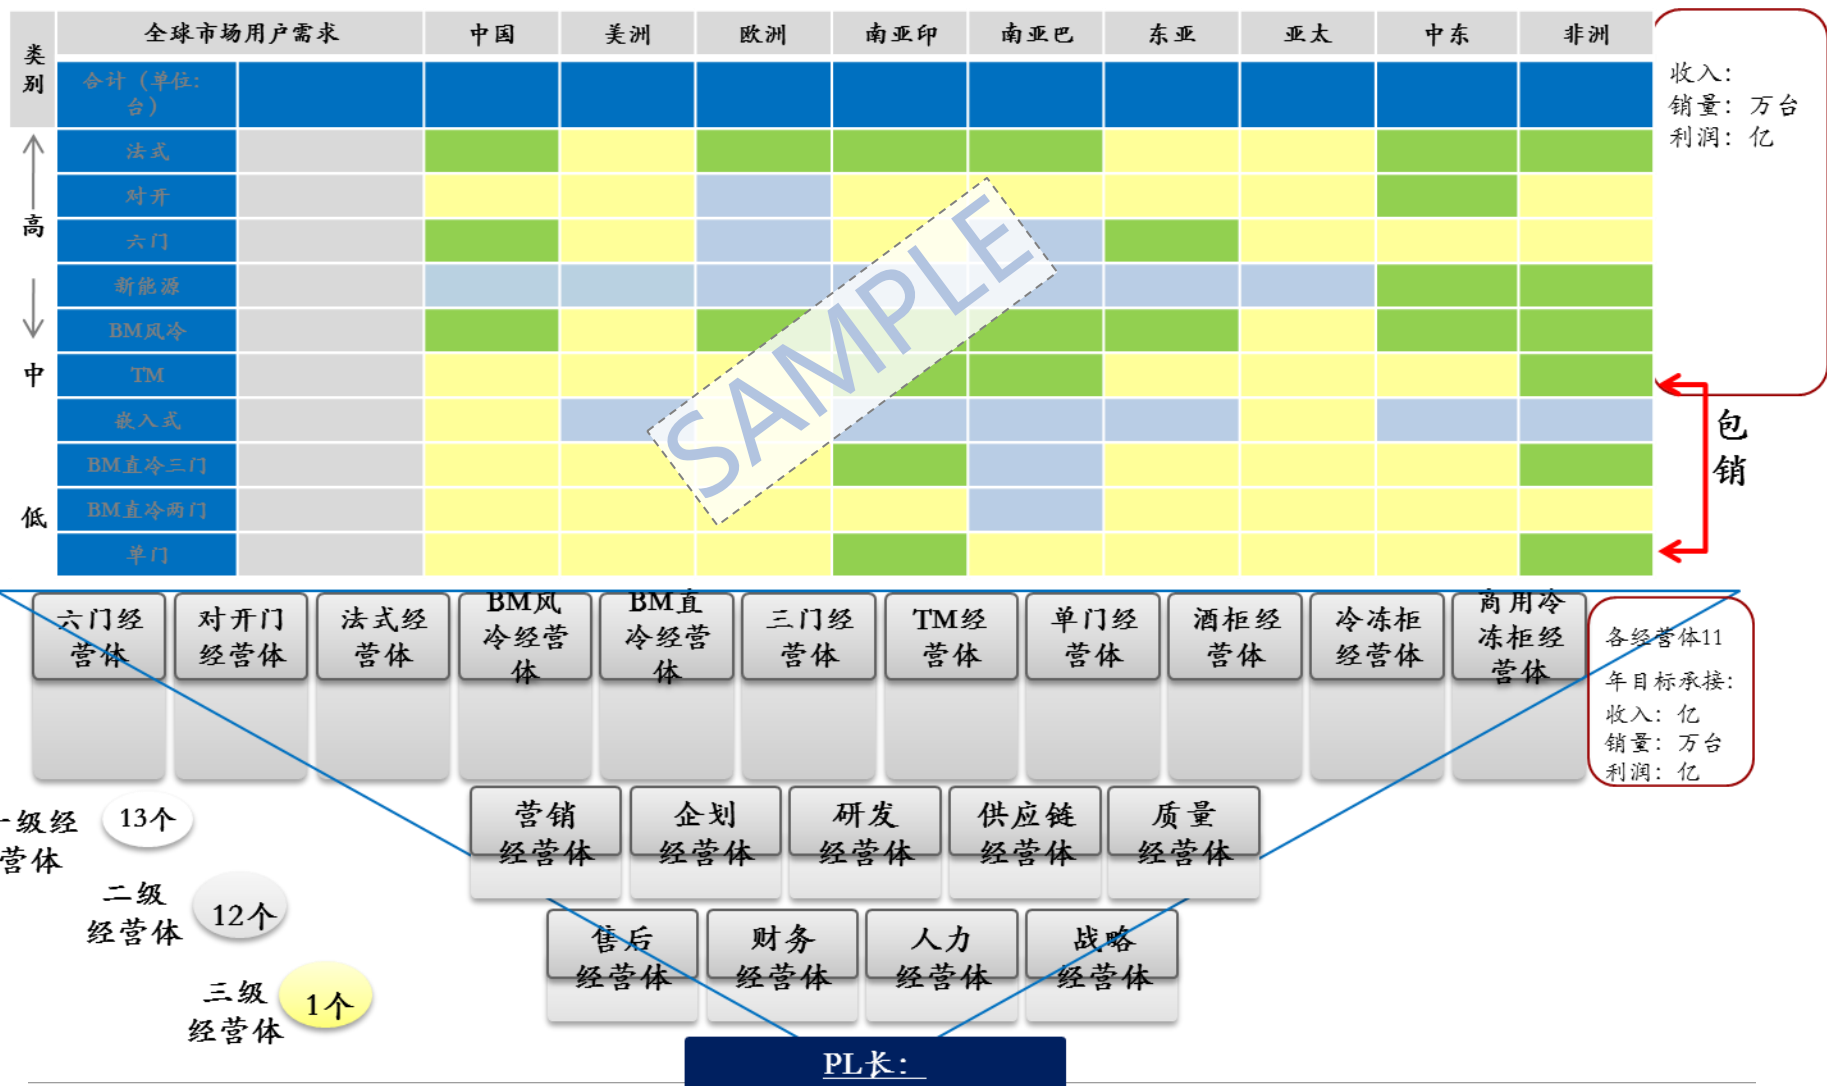 类
别
全球市场用户需求 中国 美洲 欧洲 南亚印 南亚巴 东亚 亚太 中东 非洲
合计（单位:
台）
法式
对开
六门
新能源
BM风冷
TM
嵌入式
BM直冷三门
BM直冷两门
单门
高
中
低
SAMPLE
收入：
销量：万台
利润：亿
包
销
六门经
营体
对开门
经营体
法式经
营体
BM风
冷经营
体
BM直
冷经营
体
三门经
营体
TM经
营体
单门经
营体
酒柜经
营体
冷冻柜
经营体
商用冷
冻柜经
营体
各经营体11
年目标承接：
收入：亿
销量：万台
利润：亿
营销
经营体
企划
经营体
研发
经营体
供应链
经营体
质量
经营体
售后
经营体
财务
经营体
人力
经营体
战略
经营体
一级经
营体
13个
二级
经营体
12个
三级
经营体
1个
PL长：